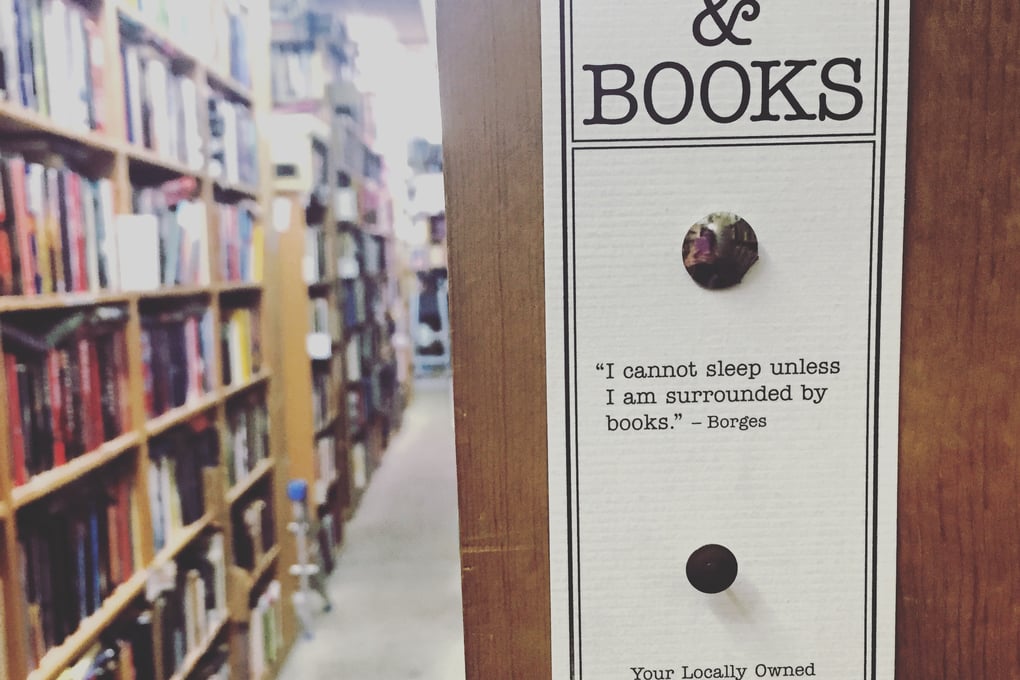 &
BOOKS
“I cannot sleep unless
I am surrounded by
books.” – Borges
Your Locally Owned